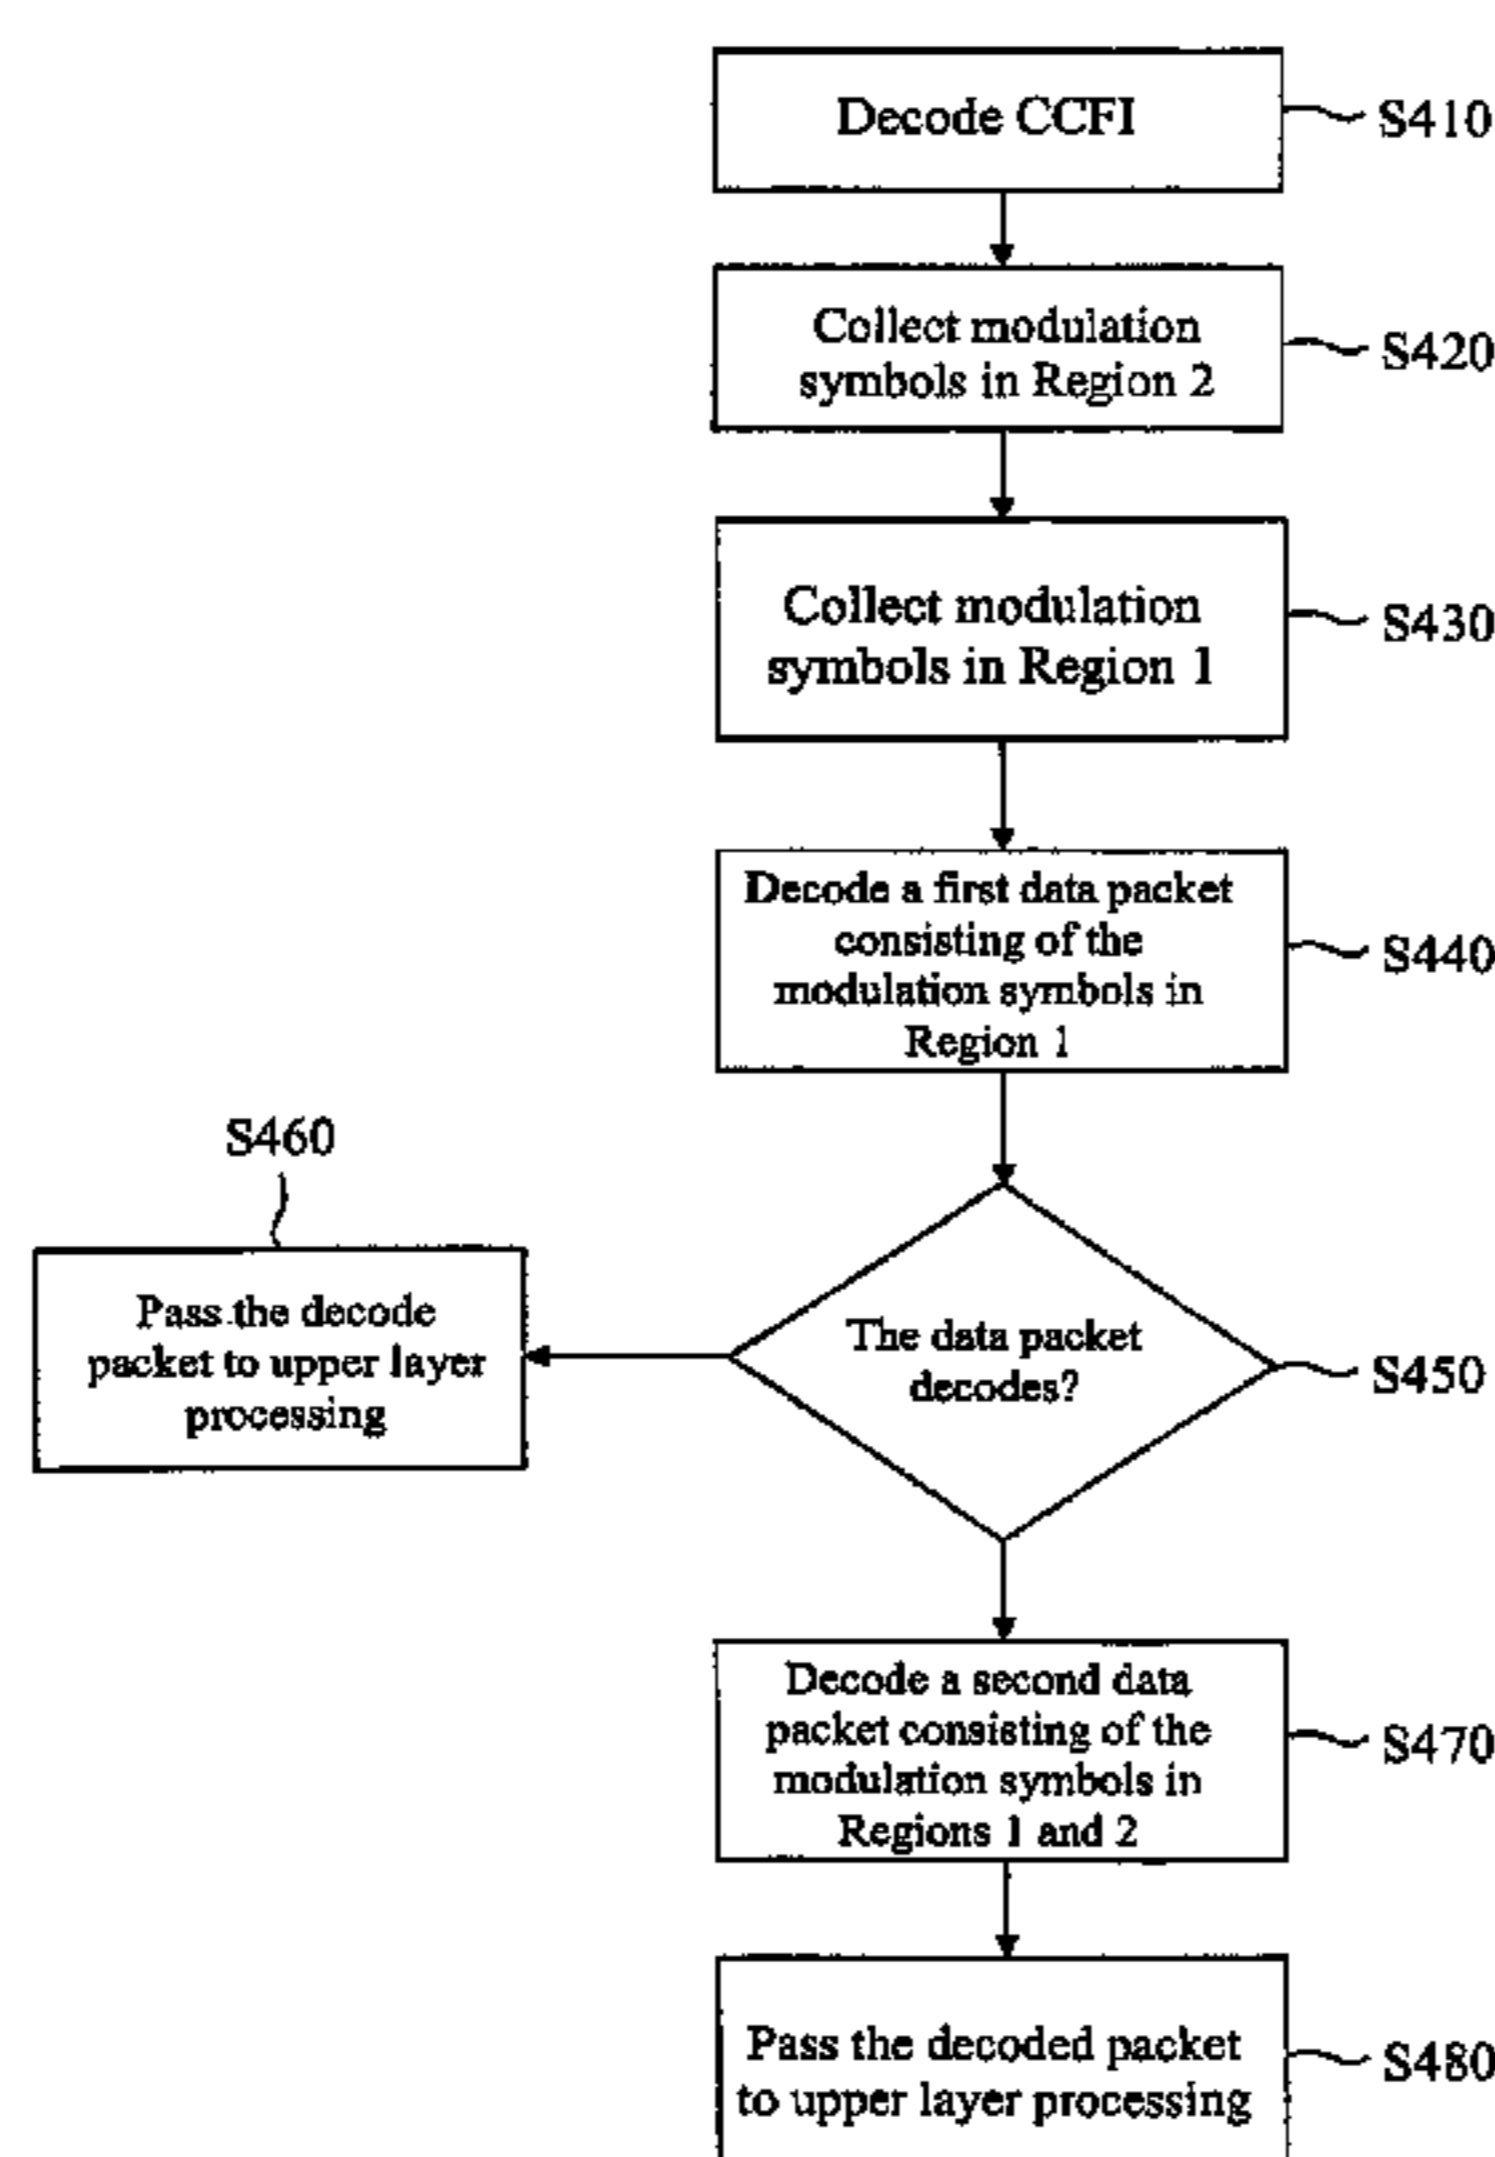 Decode CCFI
S410
Collect modulation
symbols in Region 2
S420
Collect modulation
symbols in Region 1
S430
Decode a first data packet
consisting of the
modulation symbols in
Region 1
S440
S460
Pass the decode
packet to upper layer
processing
The data packet
decodes?
S450
Decode a second data
packet consisting of the
modulation symbols in
Regions 1 and 2
S470
Pass the decoded packet
to upper layer processing
S480